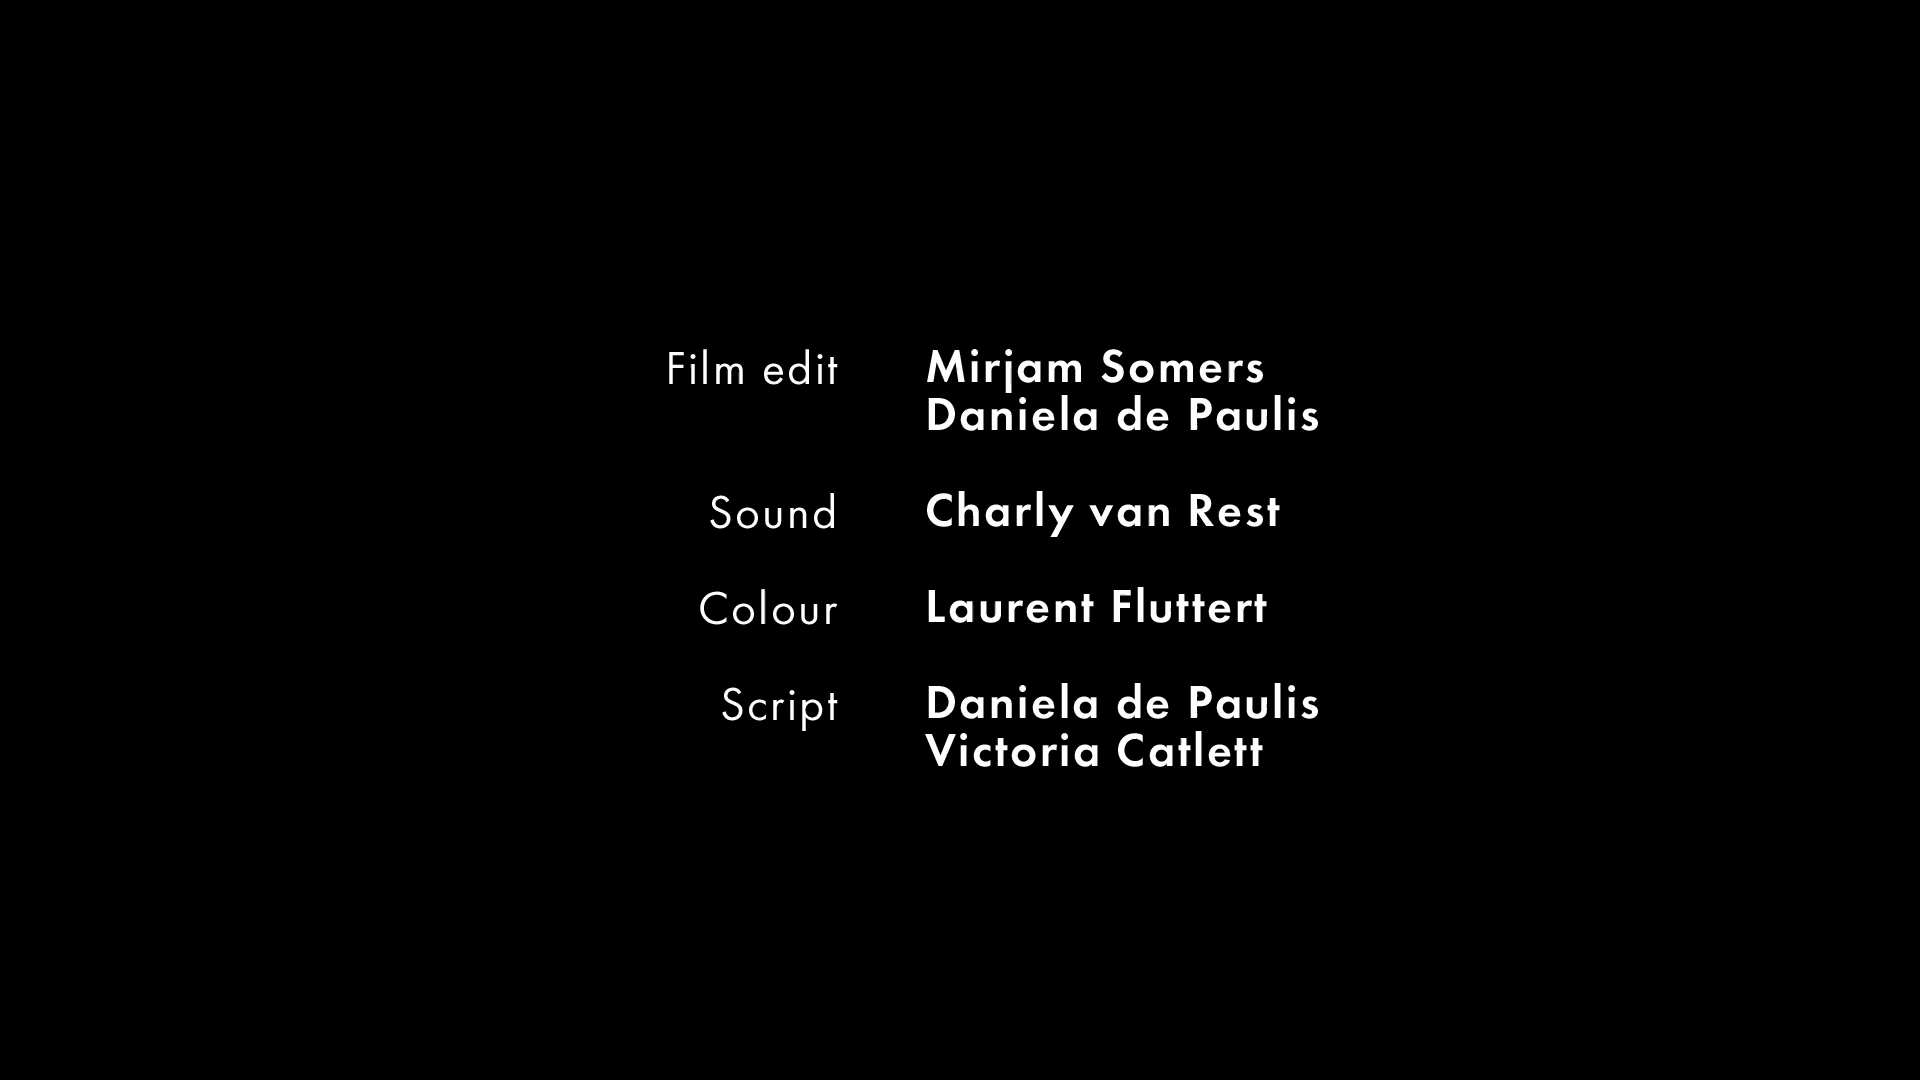 Film edit Mirjam Somers
Daniela de Paulis
Sound Charly van Rest
Colour Laurent Fluttert
Script Daniela de Paulis
Victoria Catlett